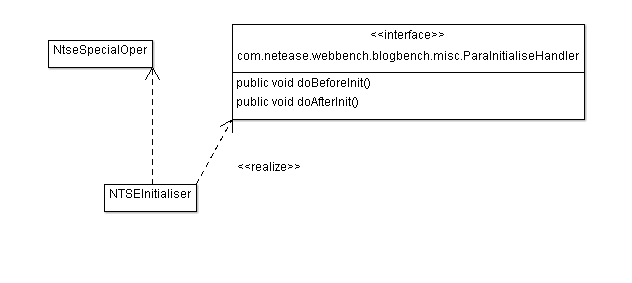 <<interface>>
com.netease.webbench.blogbench.misc.ParaInitialiseHandler
public void doBeforeInit()
public void doAfterInit()
NtseSpecialOper
<<realize>>
NTSEInitialiser